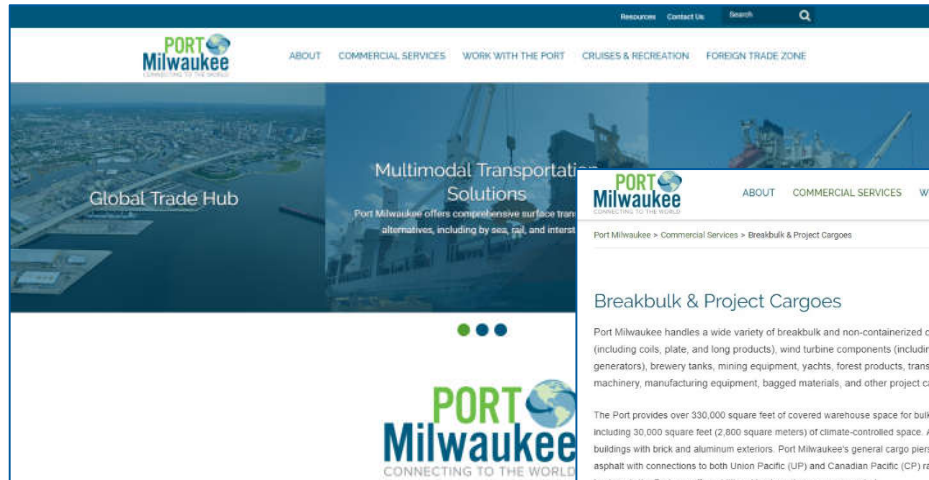 Resources Contact Us Search
PORT
Milwaukee
CONNECTING TO THE WORLD
ABOUT COMMERCIAL SERVICES WORK WITH THE PORT CRUISES & RECREATION FOREIGN TRADE ZONE
Global Trade Hub
Multimodal Transportation
Solutions
Port Milwaukee offers comprehensive surface
alternatives, including by sea, rail, and
PORT
Milwaukee
CONNECTING TO THE WORLD
PORT
Milwaukee
CONNECTING TO THE WORLD
ABOUT COMMERCIAL SERVICES W
Port Milwaukee > Commercial Services > Breakbulk & Project Cargoes
Breakbulk & Project Cargoes
Port Milwaukee handles a wide variety of breakbulk and non-containerized
(including coils, plate, and long products), wind turbine components
generators), brewery tanks, mining equipment, yachts, forest products,
machinery, manufacturing equipment, bagged materials, and other project
The Port provides over 330,000 square feet of covered warehouse space for bulk
including 30,000 square feet (2,800 square meters) of climate-controlled space.
buildings with brick and aluminum exteriors. Port Milwaukee's general cargo piers
asphalt with connections to both Union Pacific (UP) and Canadian Pacific (CP)